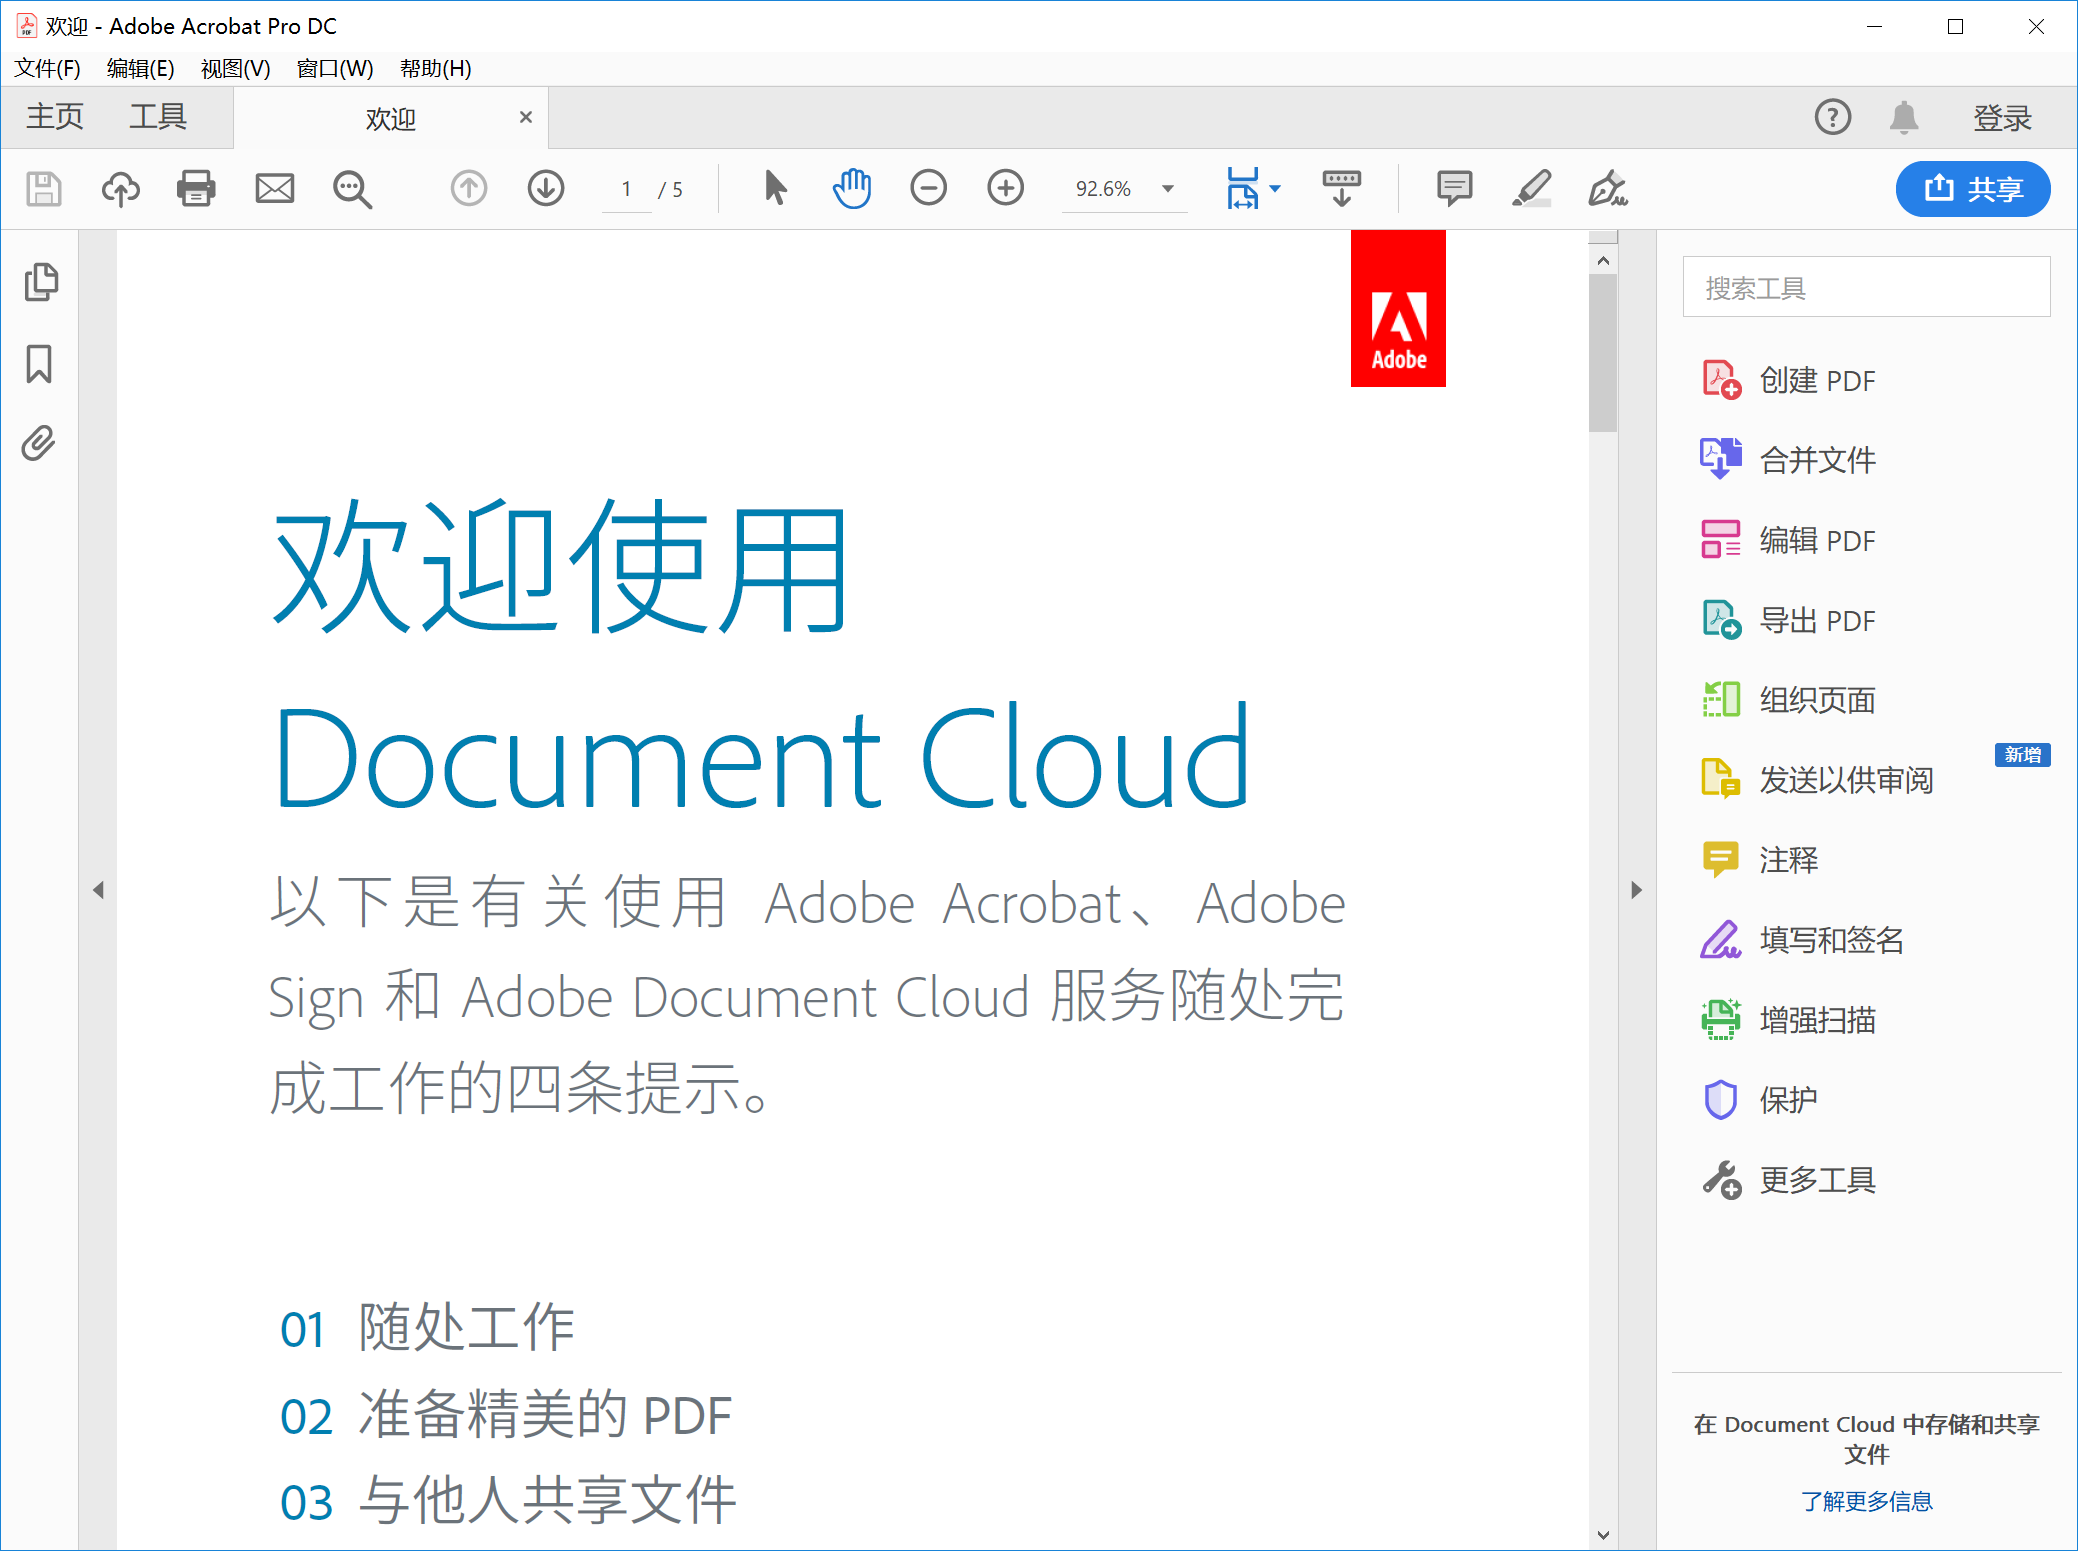 欢迎 - Adobe Acrobat Pro DC
文件(F) 编辑(E) 视图(V) 窗口(W) 帮助(H)
主页 工具 欢迎 × ? 登录
1 / 5 92.6% 共享
Adobe
欢迎使用
Document Cloud
以下是有关使用 Adobe Acrobat、Adobe
Sign 和 Adobe Document Cloud 服务随处完
成工作的四条提示。
01 随处工作
02 准备精美的 PDF
03 与他人共享文件
搜索工具
创建 PDF
合并文件
编辑 PDF
导出 PDF
组织页面
新增
发送以供审阅
注释
填写和签名
增强扫描
保护
更多工具
在 Document Cloud 中存储和共享
文件
了解更多信息